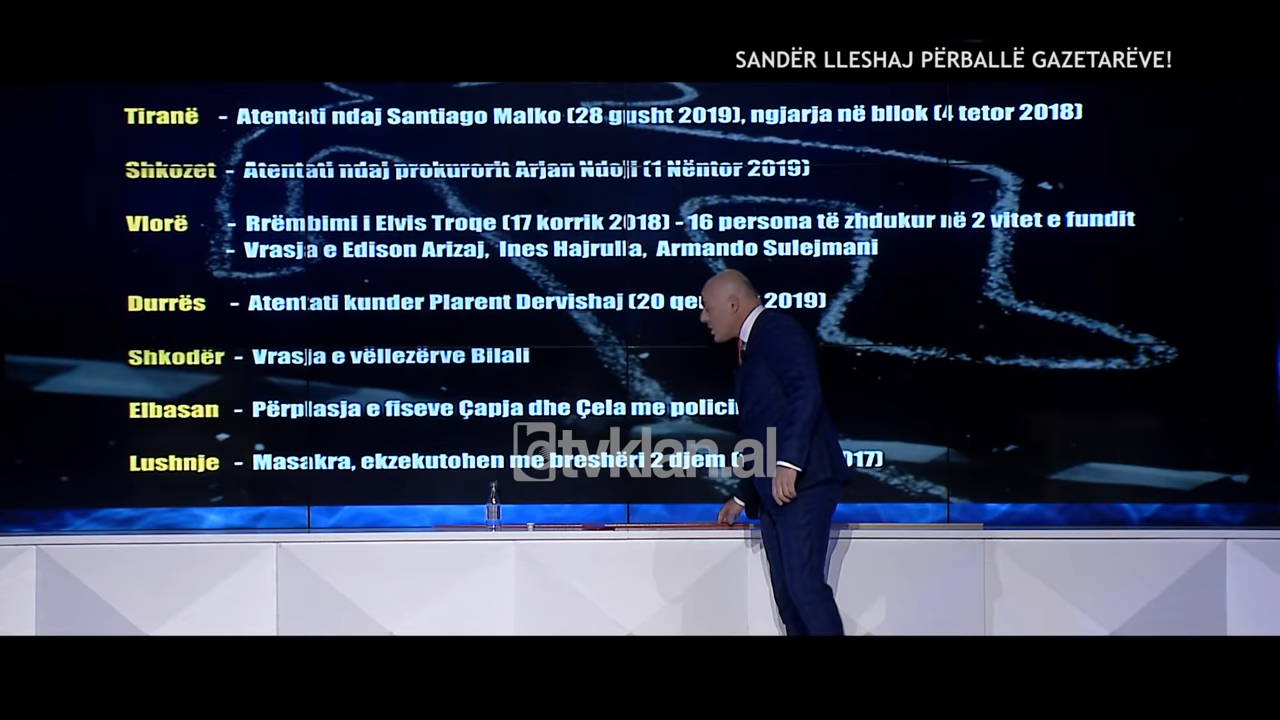 SANDËR LLESHAJ PËRBALLË GAZETARËVE!
Tiranë - Atentati ndaj Santiago Malko (28 gusht 2019), ngjarja në bllok (4 tetor 2018)
Shkozet - Atentati ndaj prokurorit Arjan Ndoji (1 Nëntor 2019)
Vlorë - Rrëmbimi i Elvis Troqe (17 korrik 2018) - 16 persona të zhdukur në 2 vitet e fundit
- Vrasja e Edison Arizaj, Ines Hajrulla, Armando Sulejmani
Durrës - Atentati kunder Plarent Dervishaj (20 2019)
Shkodër - Vrasja e vëllezërve Bilali
Elbasan - Përplasja e fiseve Çapja dhe Çela me
Lushnje - Masakra, ekzekutohen me breshëri 2 djem
tvklan.al